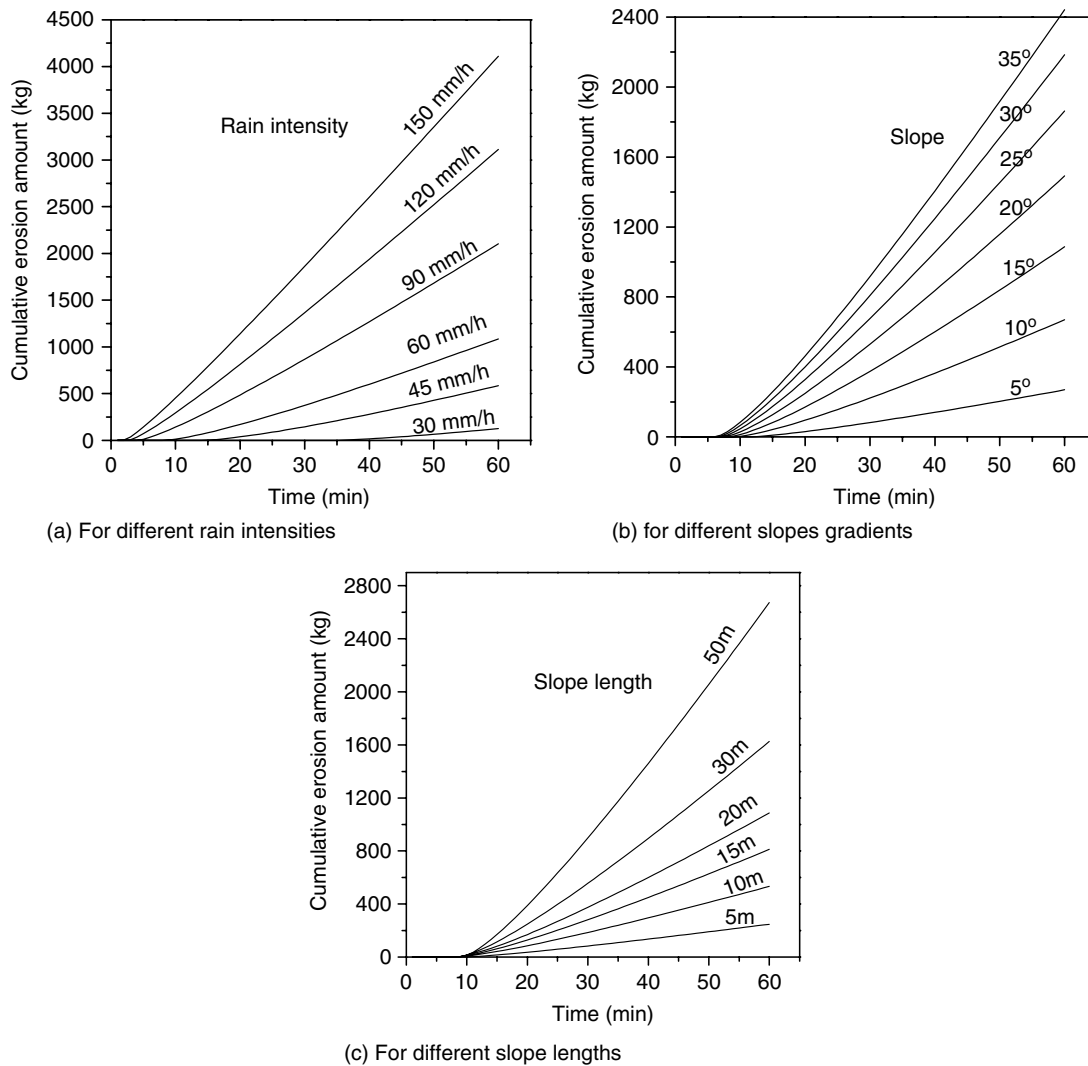 4500
4000
3500
3000
2500
2000
1500
1000
500
0
Cumulative erosion amount (kg)
Rain intensity
150 mm/h
120 mm/h
90 mm/h
60 mm/h
45 mm/h
30 mm/h
0 10 20 30 40 50 60
Time (min)
(a) For different rain intensities
2400
2000
1600
1200
800
400
0
Cumulative erosion amount (kg)
Slope
35°
30°
25°
20°
15°
10°
5°
0 10 20 30 40 50 60
Time (min)
(b) for different slopes gradients
2800
2400
2000
1600
1200
800
400
0
Cumulative erosion amount (kg)
Slope length
50m
30m
20m
15m
10m
5m
0 10 20 30 40 50 60
Time (min)
(c) For different slope lengths